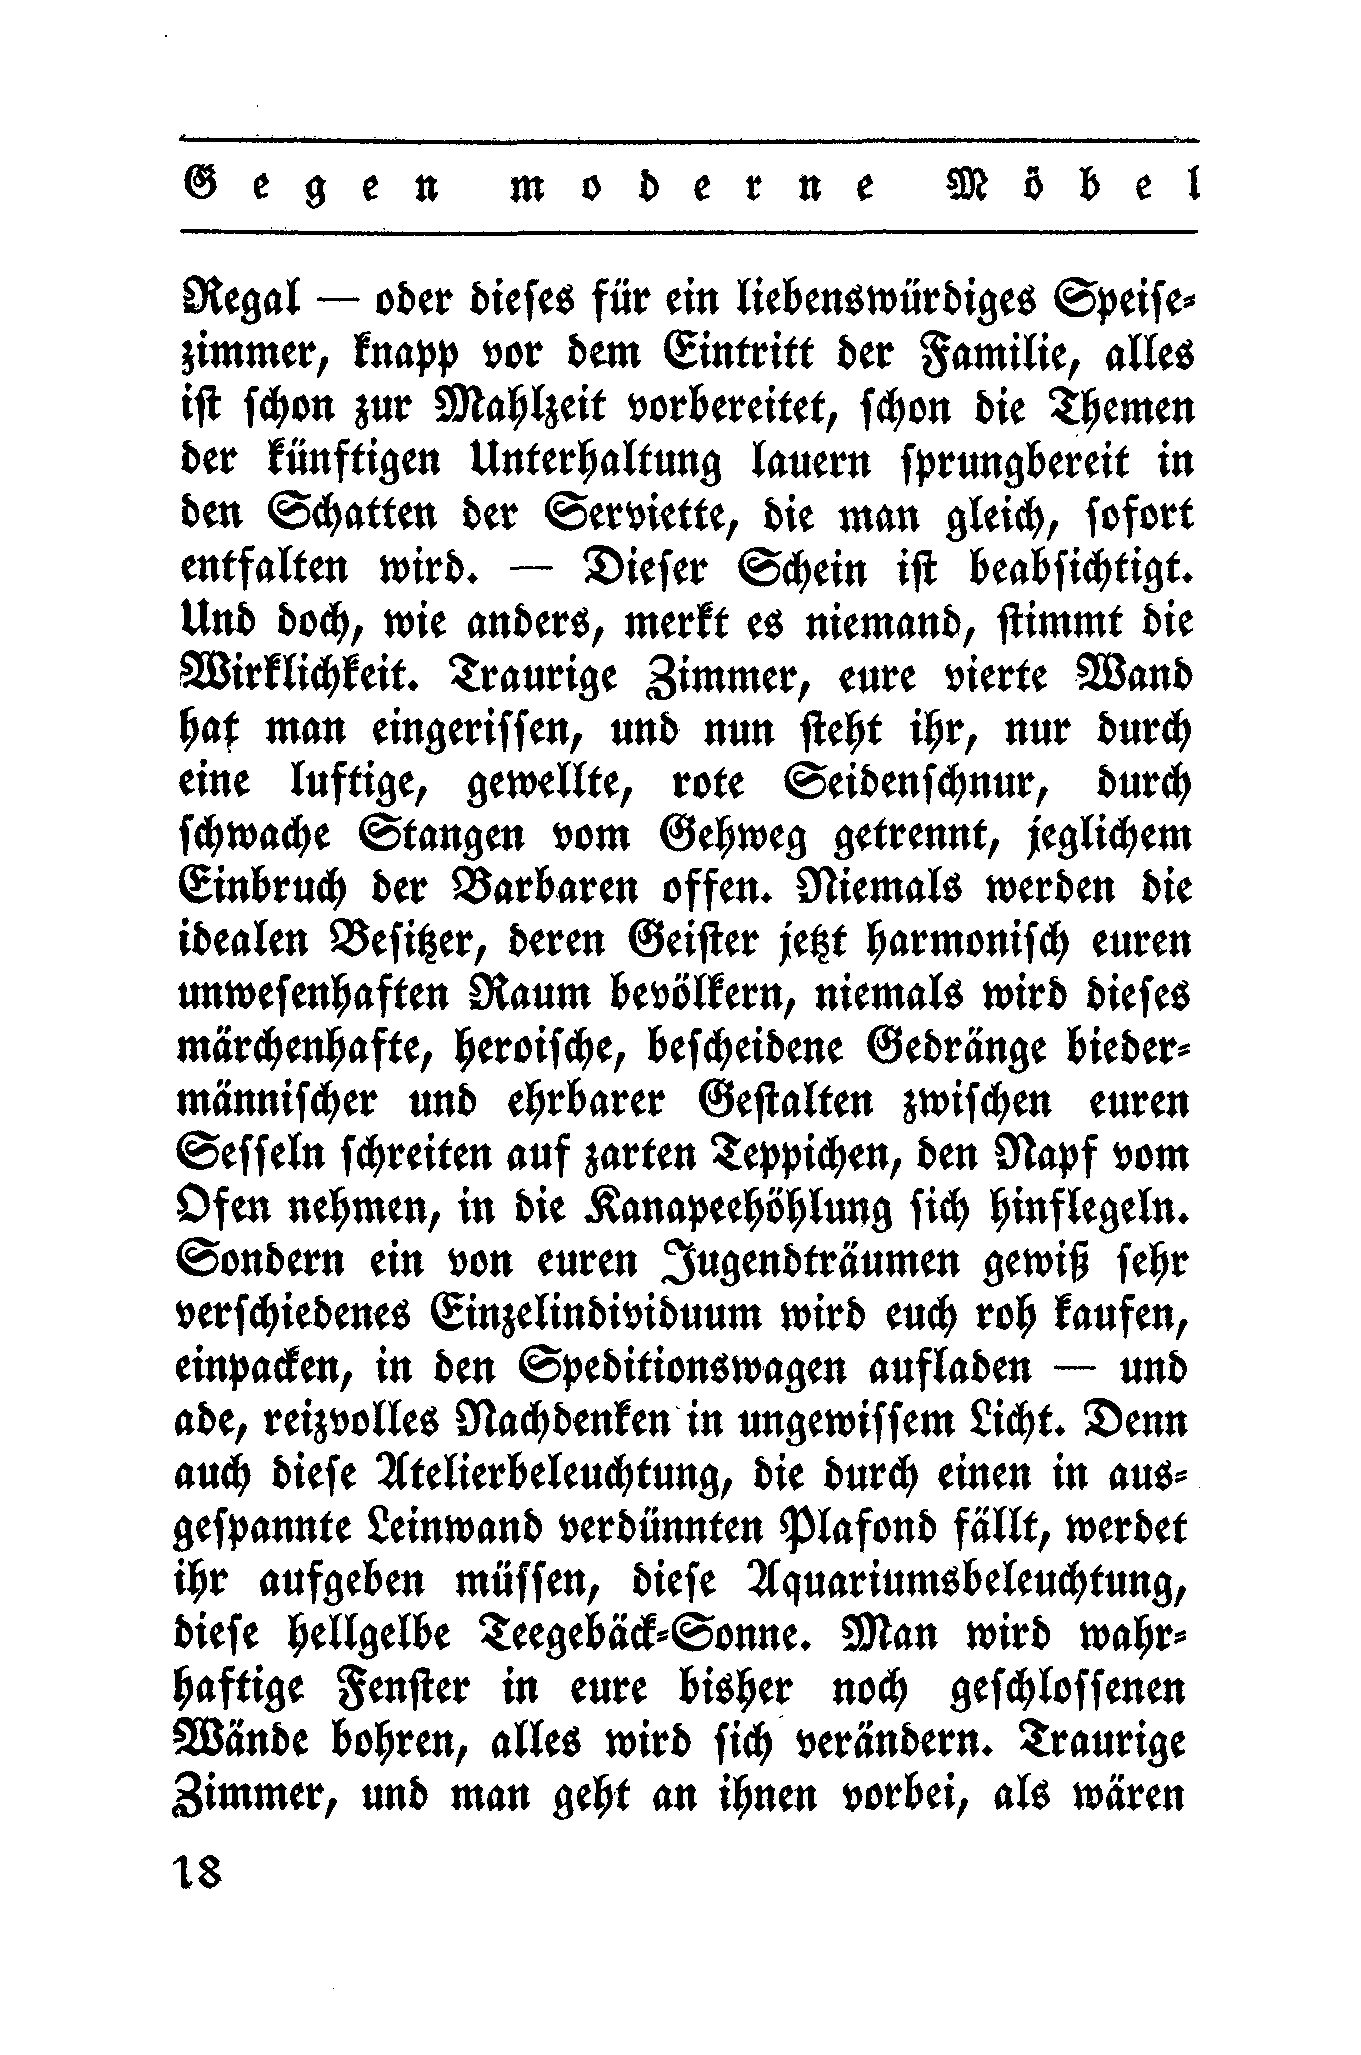 Gegen moderne Möbel
Regal — oder dieses für ein liebenswürdiges Speise-
zimmer, knapp vor dem Eintritt der Familie, alles
ist schon zur Mahlzeit vorbereitet, schon die Themen
der künftigen Unterhaltung lauern sprungbereit in
den Schatten der Serviette, die man gleich, sofort
entfalten wird. — Dieser Schein ist beabsichtigt.
Und doch, wie anders, merkt es niemand, stimmt die
Wirklichkeit. Traurige Zimmer, eure vierte Wand
hat man eingerissen, und nun steht ihr, nur durch
eine luftige, gewellte, rote Seidenschnur, durch
schwache Stangen vom Gehweg getrennt, jeglichem
Einbruch der Barbaren offen. Niemals werden die
idealen Besitzer, deren Geister jetzt harmonisch euren
unwesenhaften Raum bevölkern, niemals wird dieses
märchenhafte, heroische, bescheidene Gedränge bieder-
männischer und ehrbarer Gestalten zwischen euren
Sesseln schreiten auf zarten Teppichen, den Napf vom
Ofen nehmen, in die Kanapeehöhlung sich hinflegeln.
Sondern ein von euren Jugendträumen gewiß sehr
verschiedenes Einzelindividuum wird euch roh kaufen,
einpacken, in den Speditionswagen aufladen — und
ade, reizvolles Nachdenken in ungewissem Licht. Denn
auch diese Atelierbeleuchtung, die durch einen in aus-
gespannte Leinwand verdünnten Plafond fällt, werdet
ihr aufgeben müssen, diese Aquariumsbeleuchtung,
diese hellgelbe Teegebäck-Sonne. Man wird wahr-
haftige Fenster in eure bisher noch geschlossenen
Wände bohren, alles wird sich verändern. Traurige
Zimmer, und man geht an ihnen vorbei, als wären
18